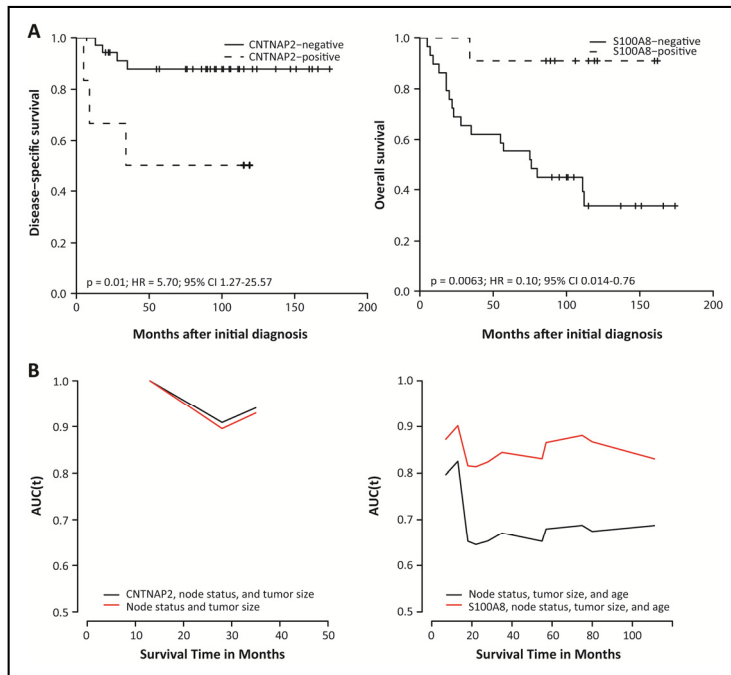 A
CNTNAP2−negative
CNTNAP2−positive
1.0
0.8
0.6
0.4
0.2
0.0
Disease−specific survival
p = 0.01; HR = 5.70; 95% CI 1.27-25.57
0 50 100 150 200
Months after initial diagnosis
S100A8−negative
S100A8−positive
1.0
0.8
0.6
0.4
0.2
0.0
Overall survival
p = 0.0063; HR = 0.10; 95% CI 0.014-0.76
0 50 100 150 200
Months after initial diagnosis
B
1.0
0.9
0.8
0.7
0.6
0.5
AUC(t)
CNTNAP2, node status, and tumor size
Node status and tumor size
0 10 20 30 40 50
Survival Time in Months
1.0
0.9
0.8
0.7
0.6
0.5
AUC(t)
Node status, tumor size, and age
S100A8, node status, tumor size, and age
0 20 40 60 80 100
Survival Time in Months